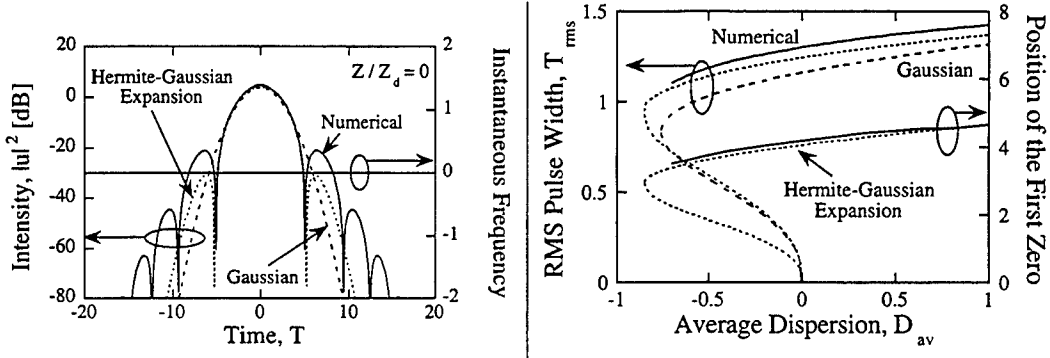 20
5
-20
-40
-60
-80
-20
-10
0
10
20
Time, T
Intensity, |u|² [dB]
2
1
0
-1
-2
Instantaneous Frequency
Z / Z_d = 0
Hermite-Gaussian
Expansion
Numerical
Gaussian
1.5
1
0.5
0
RMS Pulse Width, T_rms
-1
-0.5
0
0.5
1
Average Dispersion, D_av
8
6
4
2
0
Position of the First Zero
Numerical
Gaussian
Hermite-Gaussian
Expansion